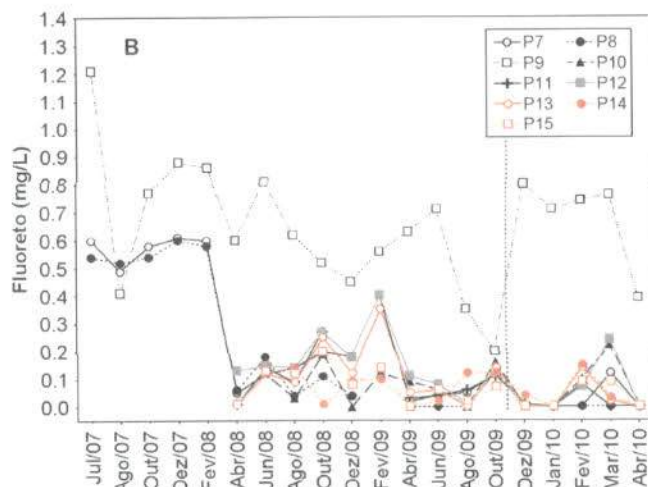 B
Fluoreto (mg/L)
1.4
1.3
1.2
1.1
1.0
0.9
0.8
0.7
0.6
0.5
0.4
0.3
0.2
0.1
0.0
P7 P8
P9 P10
P11 P12
P13 P14
P15
Jul/07
Ago/07
Out/07
Dez/07
Fev/08
Abr/08
Jun/08
Ago/08
Out/08
Dez/08
Fev/09
Abr/09
Jun/09
Ago/09
Out/09
Dez/09
Jan/10
Fev/10
Mar/10
Abr/10